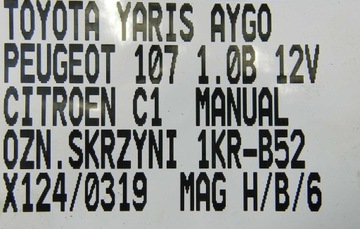 TOYOTA YARIS AYGO
PEUGEOT 107 1.0B 12V
CITROEN C1 MANUAL
OZN.SKRZYNI 1KR-B52
X124/0319 MAG H/B/6